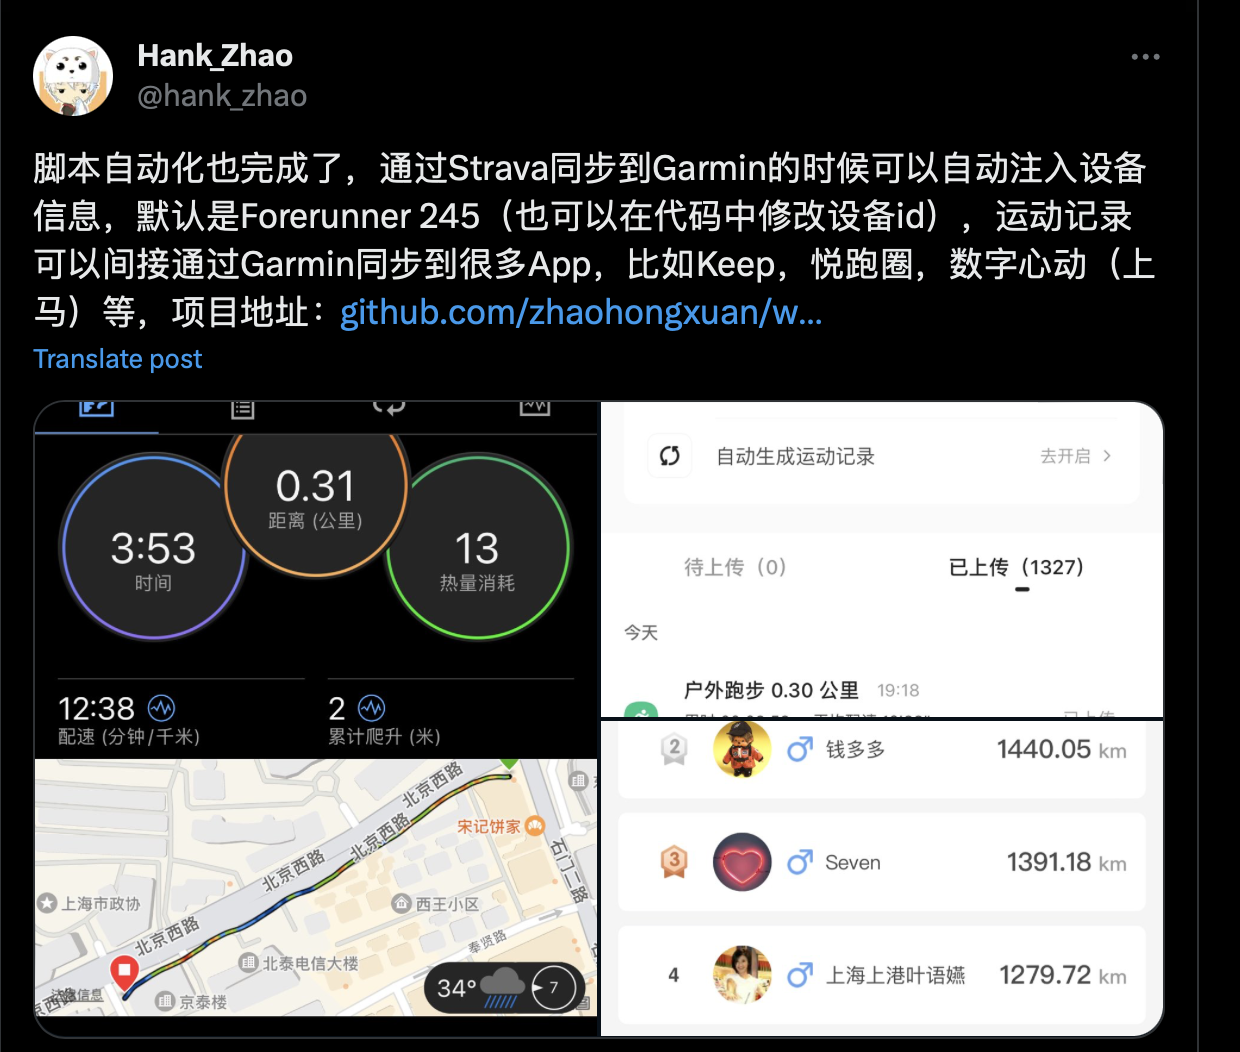 Hank_Zhao
@hank_zhao
脚本自动化也完成了，通过Strava同步到Garmin的时候可以自动注入设备
信息，默认是Forerunner 245（也可以在代码中修改设备id），运动记录
可以间接通过Garmin同步到很多App，比如Keep，悦跑圈，数字心动（上
马）等，项目地址：github.com/zhaohongxuan/w...
Translate post
0.31
距离 (公里)
3:53
时间
13
热量消耗
12:38
配速 (分钟/千米)
2
累计爬升 (米)
北京西路
宋记饼家
北京西路
石门二路
北京西路
上海市政协
西王小区
北京西路
奉贤路
北泰电信大楼
京泰楼
34°
7
自动生成运动记录
去开启
待上传（0）
已上传（1327）
今天
户外跑步 0.30 公里 19:18
2 钱多多 1440.05 km
3 Seven 1391.18 km
4 上海上港叶语嬿 1279.72 km